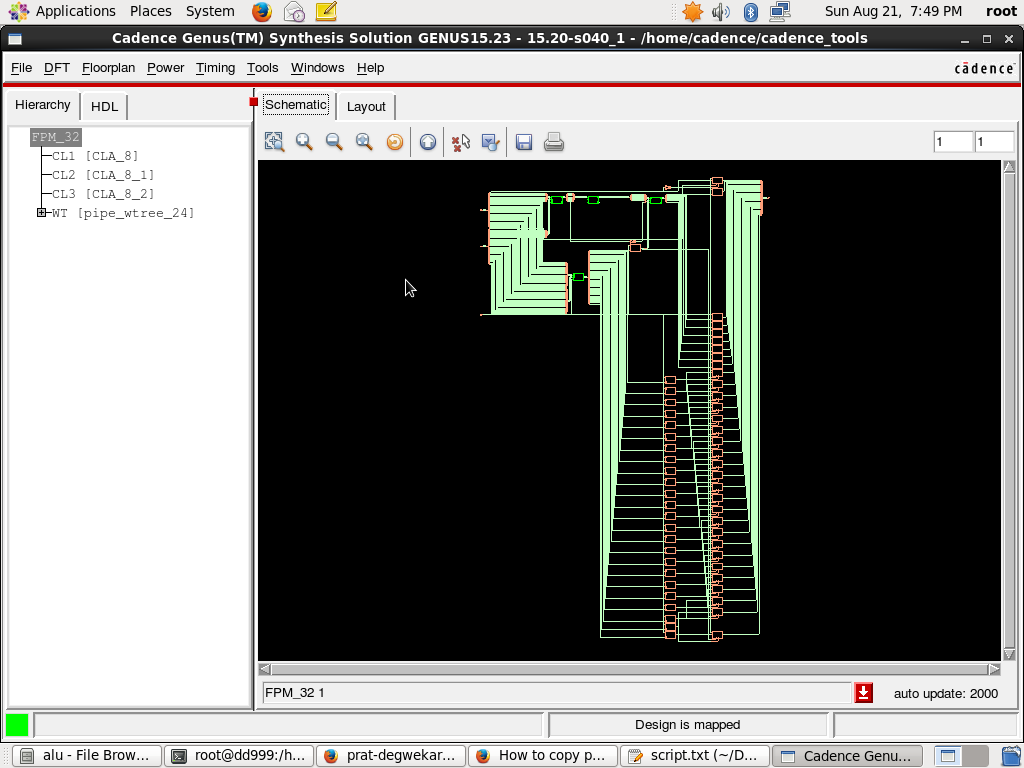 Applications Places System Sun Aug 21, 7:49 PM root
Cadence Genus(TM) Synthesis Solution GENUS15.23 - 15.20-s040_1 - /home/cadence/cadence_tools
File DFT Floorplan Power Timing Tools Windows Help cādence
Hierarchy HDL Schematic Layout
1 1
FPM_32
CL1 [CLA_8]
CL2 [CLA_8_1]
CL3 [CLA_8_2]
WT [pipe_wtree_24]
FPM_32 1 auto update: 2000
Design is mapped
alu - File Brow... root@dd999:/h... prat-degwekar... How to copy p... script.txt (~/D... Cadence Genu...